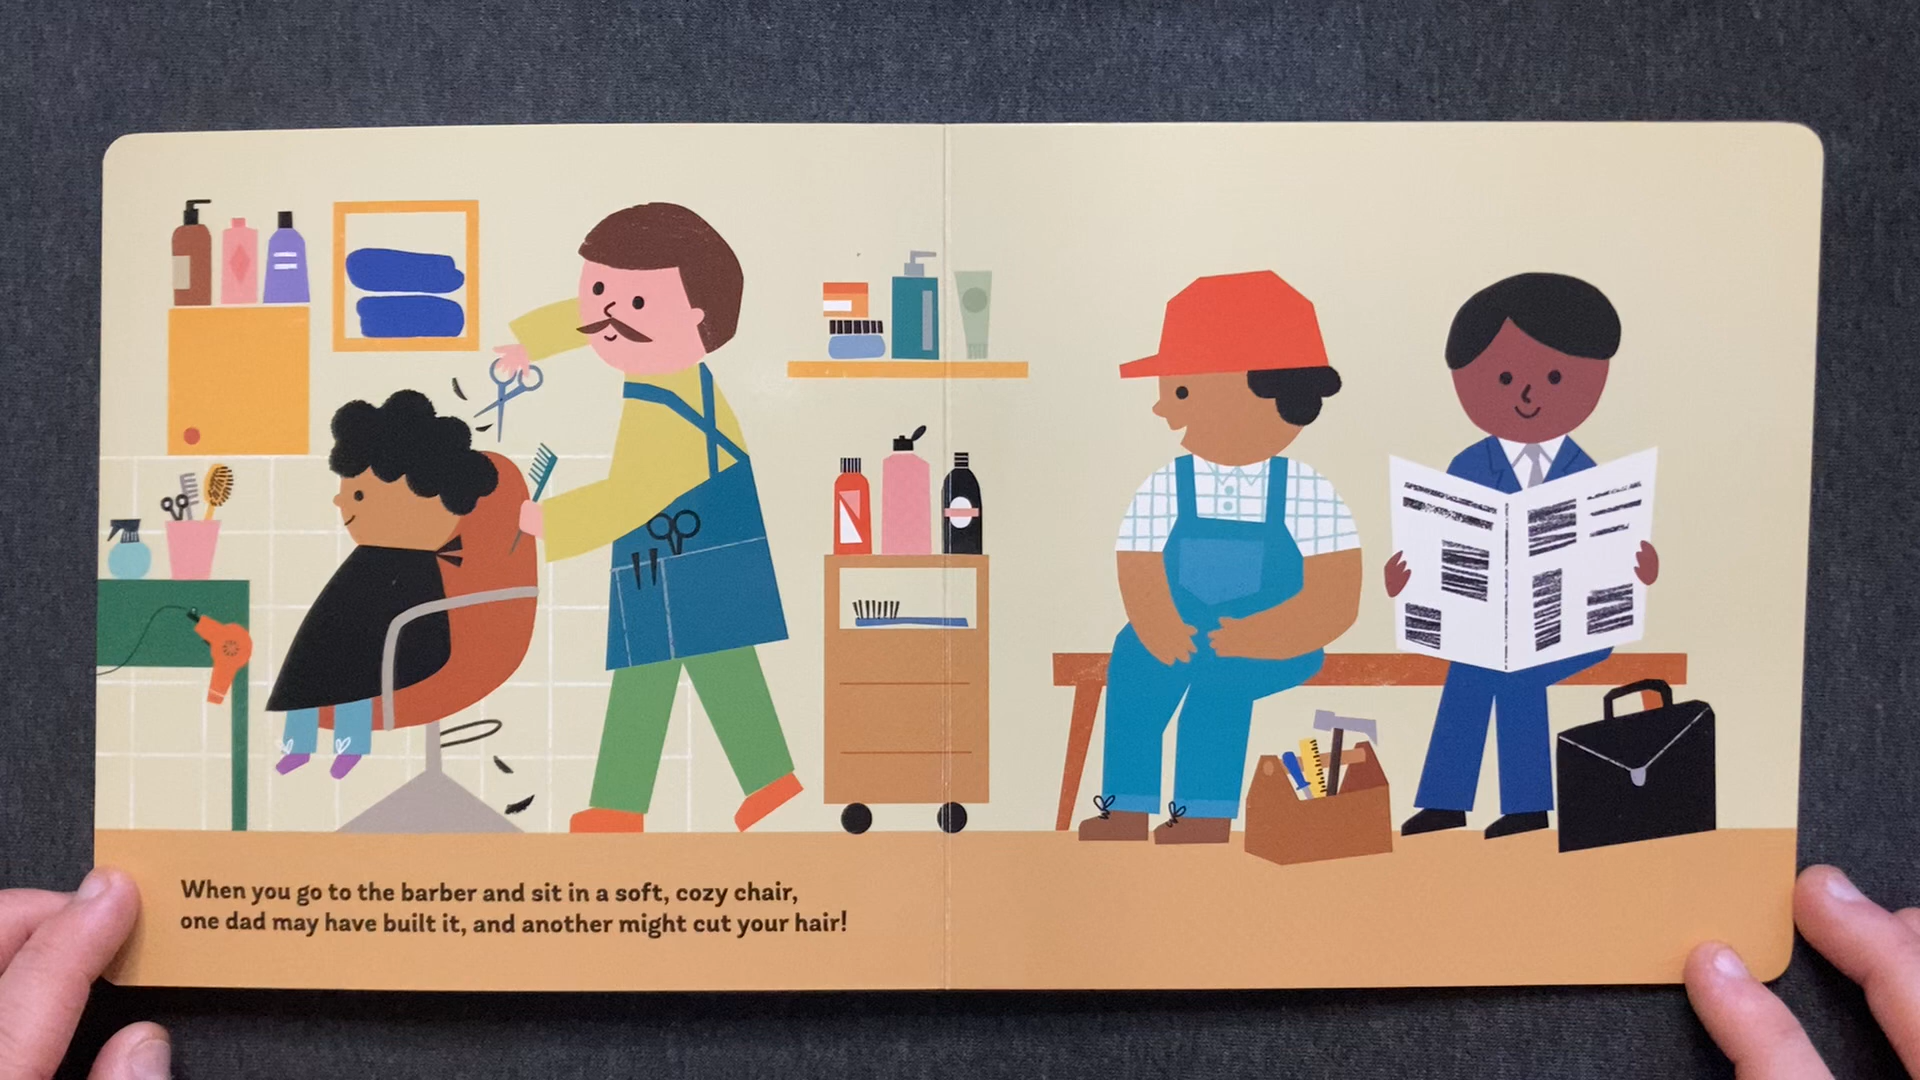 When you go to the barber and sit in a soft, cozy chair,
one dad may have built it, and another might cut your hair!